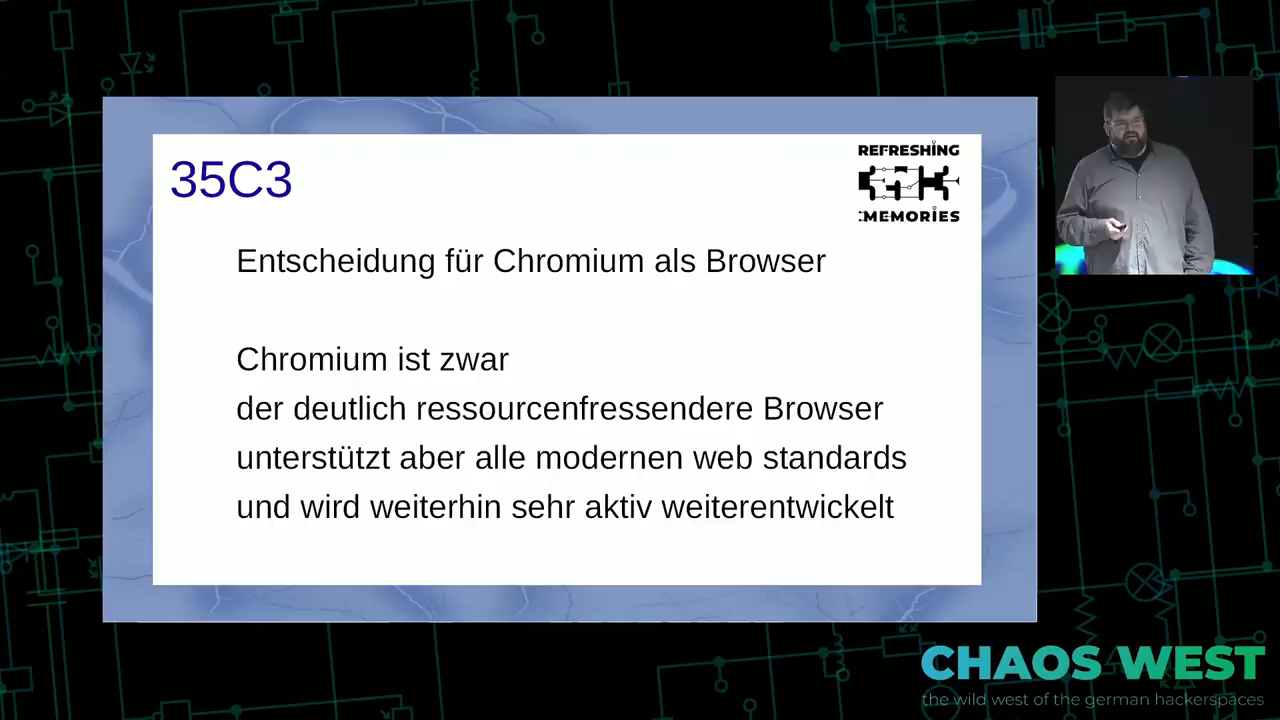 35C3
REFRESHING
MEMORIES
Entscheidung für Chromium als Browser
Chromium ist zwar
der deutlich ressourcenfressendere Browser
unterstützt aber alle modernen web standards
und wird weiterhin sehr aktiv weiterentwickelt
CHAOS WEST
the wild west of the german hackerspaces